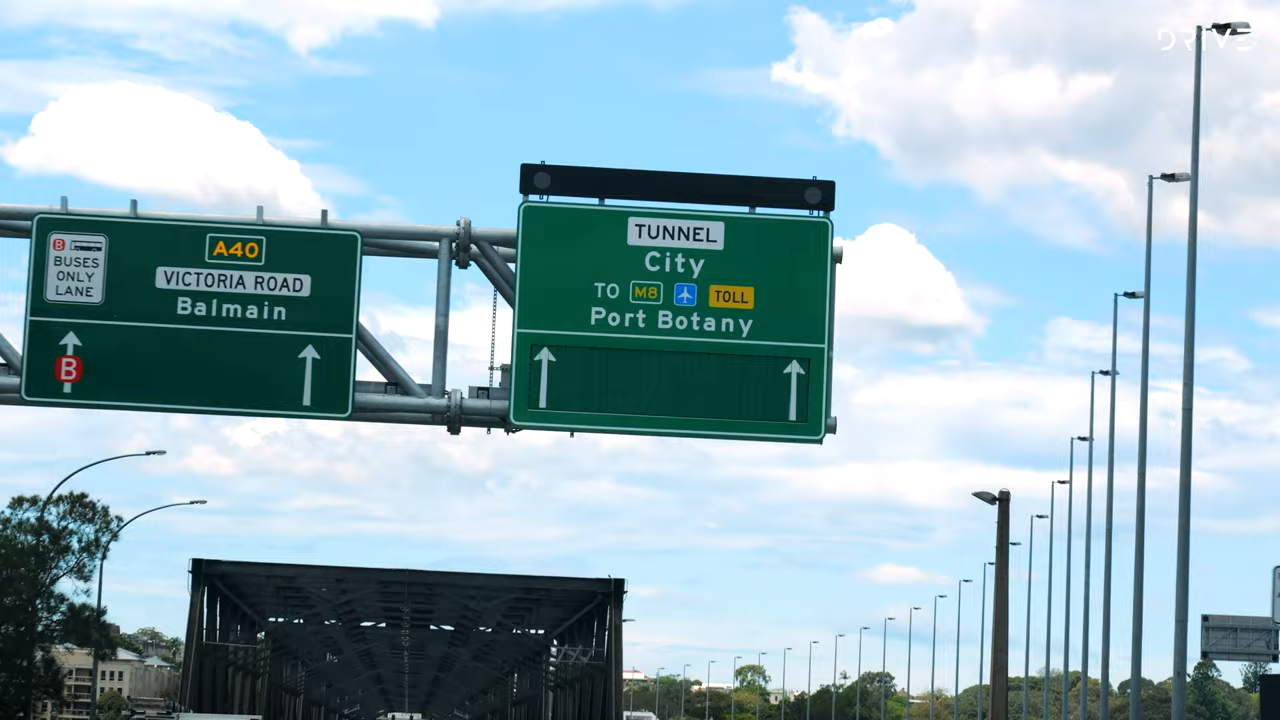 DRIVE
B
BUSES
ONLY
LANE
A40
VICTORIA ROAD
Balmain
B
TUNNEL
City
TO M8 TOLL
Port Botany